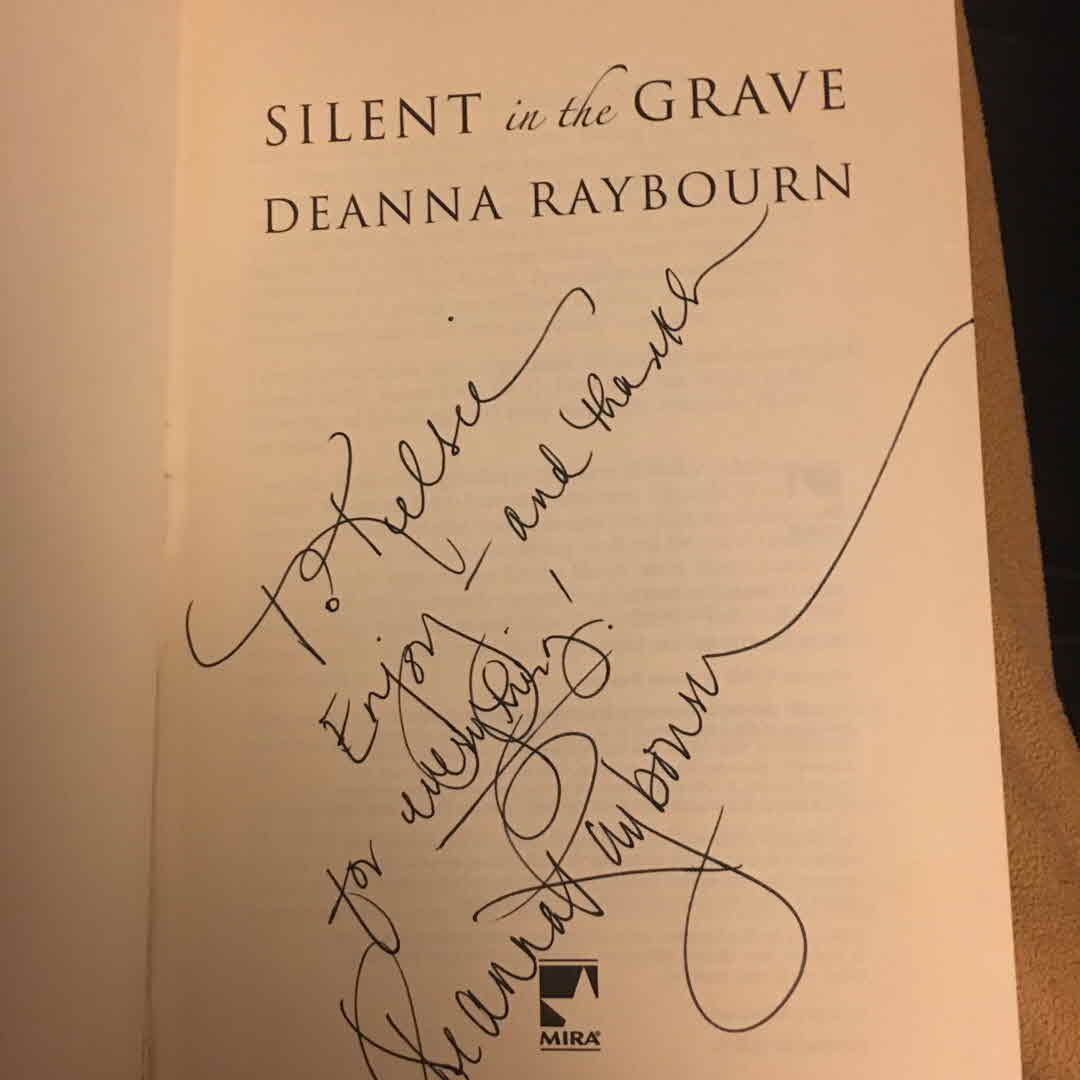 SILENT in the GRAVE
DEANNA RAYBOURN
To Kelsie
Enjoy – and thanks
for everything!
Deanna Raybourn
MIRA®